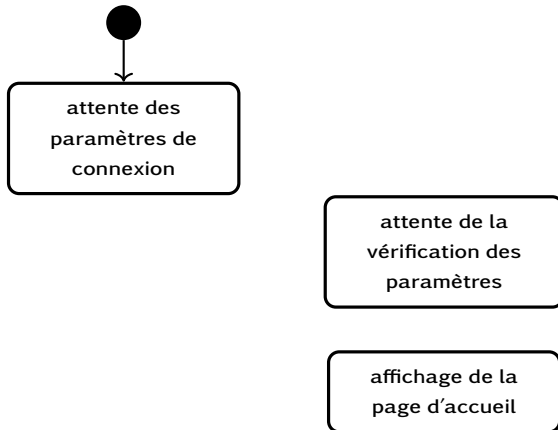 attente des
paramètres de
connexion
attente de la
vérification des
paramètres
affichage de la
page d'accueil